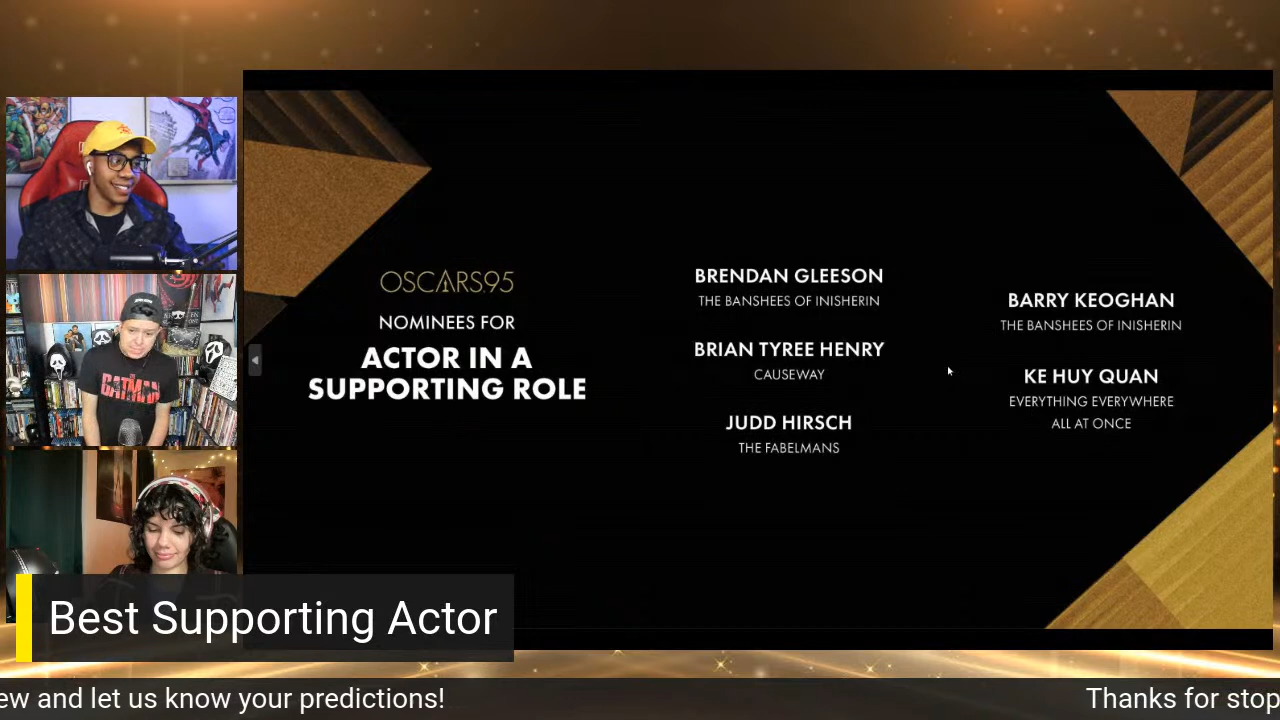 OSCARS95
NOMINEES FOR
ACTOR IN A
SUPPORTING ROLE
BRENDAN GLEESON
THE BANSHEES OF INISHERIN
BRIAN TYREE HENRY
CAUSEWAY
JUDD HIRSCH
THE FABELMANS
BARRY KEOGHAN
THE BANSHEES OF INISHERIN
KE HUY QUAN
EVERYTHING EVERYWHERE
ALL AT ONCE
BATMAN
Best Supporting Actor
ew and let us know your predictions!
Thanks for stop